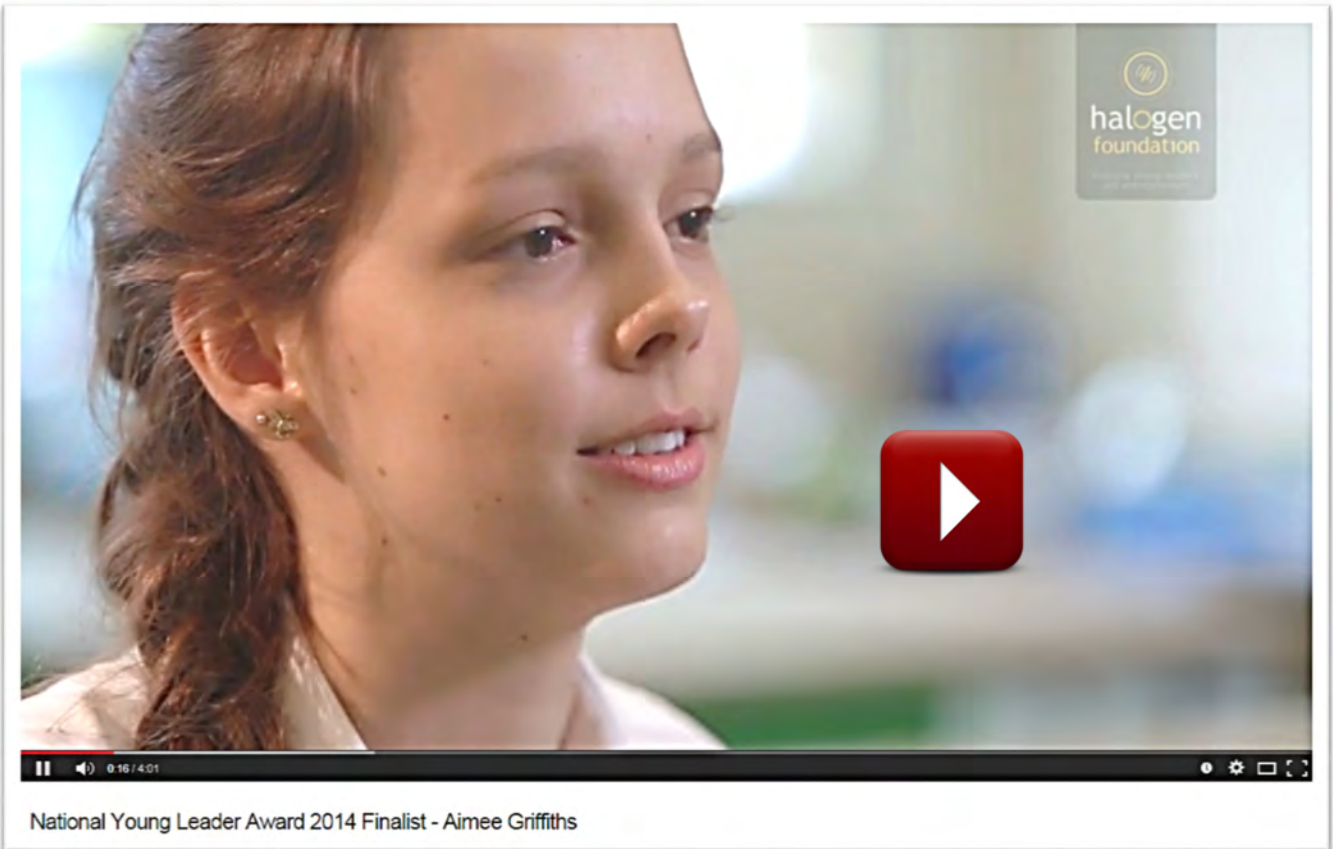 halogen
foundation
0:16 / 4:01
National Young Leader Award 2014 Finalist - Aimee Griffiths